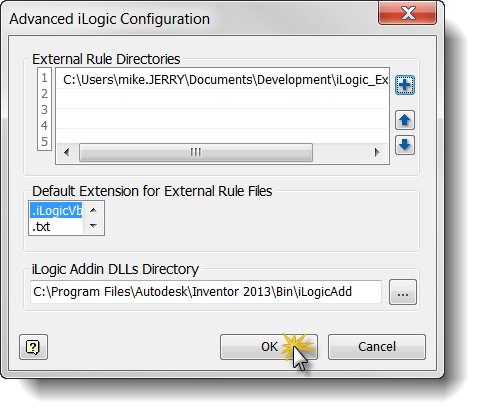 Advanced iLogic Configuration
External Rule Directories
1 C:\Users\mike.JERRY\Documents\Development\iLogic_Ex
2
3
4
5
Default Extension for External Rule Files
.iLogicVb
.txt
iLogic Addin DLLs Directory
C:\Program Files\Autodesk\Inventor 2013\Bin\iLogicAdd
...
? OK Cancel